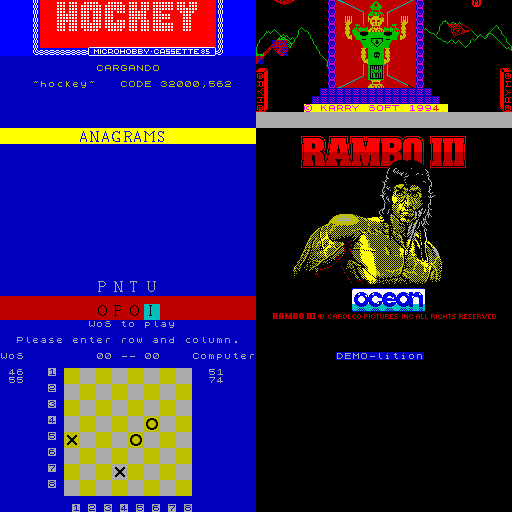 HOCKEY
MICROHOBBY-CASSETTE 85
CARGANDO
"hockey" CODE 32000,562
© KARRY SOFT 1994
ANAGRAMS
PNTU
OPOI
WoS to play
Please enter row and column.
WoS 00 -- 00 Computer
46 1 51
55 74
2
3
4
5
6
7
8
1 2 3 4 5 6 7 8
RAMBO III
ocean
RAMBO III © CAROLCO PICTURES INC ALL RIGHTS RESERVED
DEMO-lition